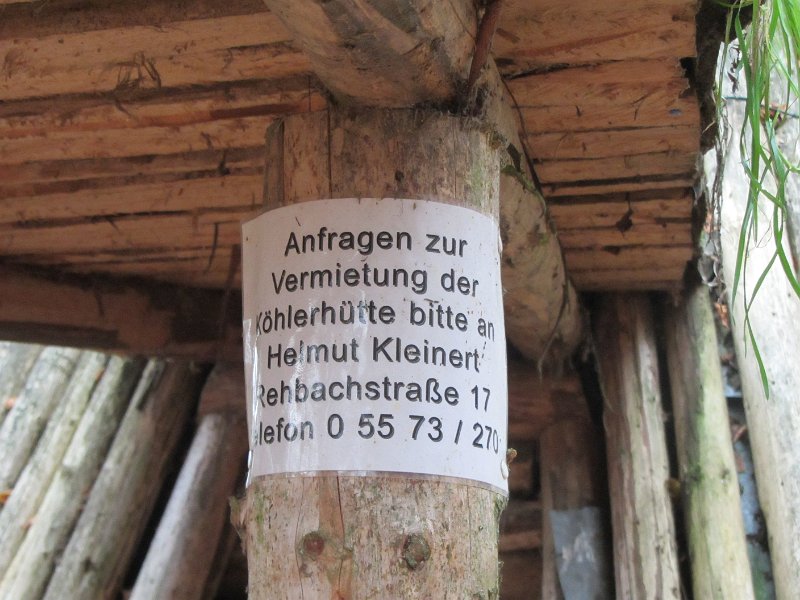 Anfragen zur
Vermietung der
Köhlerhütte bitte an
Helmut Kleinert
Rehbachstraße 17
elefon 0 55 73 / 270